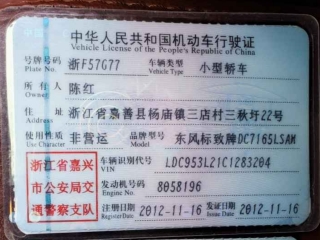 中华人民共和国机动车行驶证
Vehicle License of the People's Republic of China
号牌号码 浙F57G77 车辆类型 小型轿车
Plate No. Vehicle Type
所有人 陈红
Owner
住址 浙江省嘉善县杨庙镇三店村三秋圩22号
Address
使用性质 非营运 品牌型号 东风标致牌DC7165LSAM
Use Character Model
浙江省嘉兴
市公安局交
通警察支队
车辆识别代号 LDC953L21C1283204
VIN
发动机号码 8058196
Engine No.
注册日期 2012-11-16 发证日期 2012-11-16
Register Date Issue Date